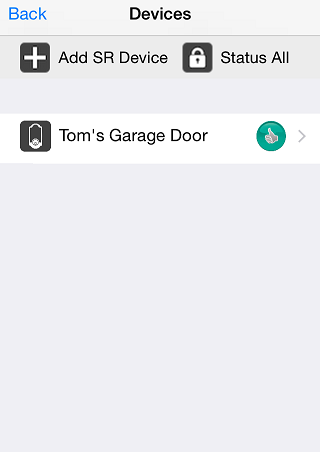 Back Devices
Add SR Device Status All
Tom's Garage Door